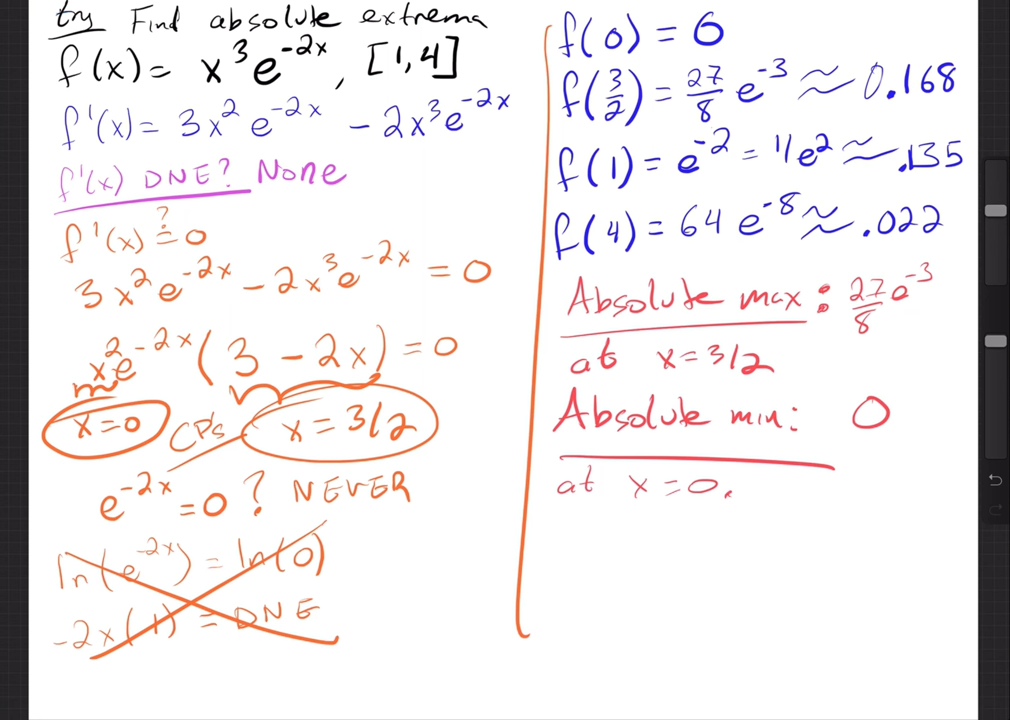 try Find absolute extrema
f(x) = x³e⁻²ˣ, [1,4]
f'(x) = 3x² e⁻²ˣ - 2x³e⁻²ˣ
f'(x) DNE? None
f'(x) ≟ 0
3x²e⁻²ˣ - 2x³e⁻²ˣ = 0
x²e⁻²ˣ(3 - 2x) = 0
x=0 CP's x = 3/2
e⁻²ˣ = 0? NEVER
ln(e⁻²ˣ) = ln(0)
-2x(1) = DNE
f(0) = 0
f(3/2) = 27/8 e⁻³ ≈ 0.168
f(1) = e⁻² = 1/e² ≈ .135
f(4) = 64 e⁻⁸ ≈ .022
Absolute max: 27/8 e⁻³
at x = 3/2
Absolute min: 0
at x = 0.